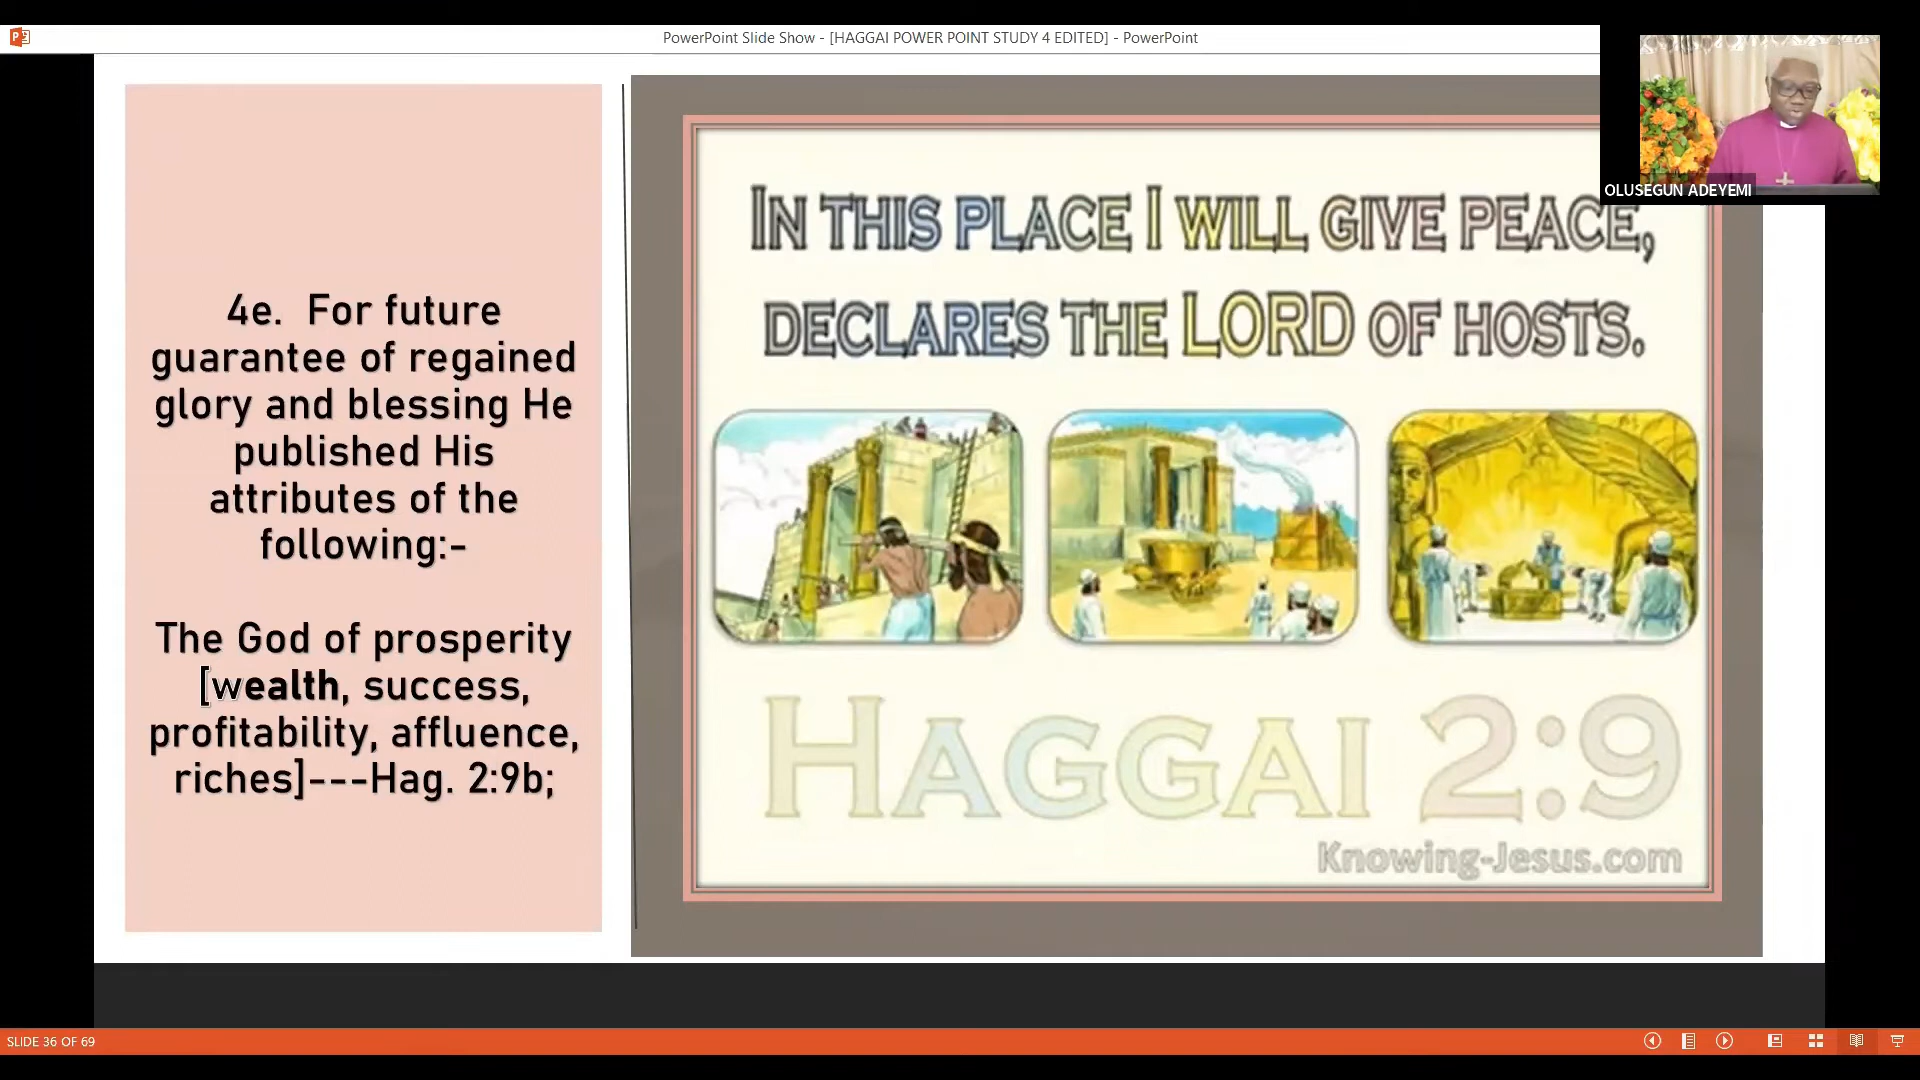 PowerPoint Slide Show - [HAGGAI POWER POINT STUDY 4 EDITED] - PowerPoint
OLUSEGUN ADEYEMI
4e. For future
guarantee of regained
glory and blessing He
published His
attributes of the
following:-
The God of prosperity
[wealth, success,
profitability, affluence,
riches]---Hag. 2:9b;
IN THIS PLACE I WILL GIVE PEACE,
DECLARES THE LORD OF HOSTS.
HAGGAI 2:9
Knowing-Jesus.com
SLIDE 36 OF 69